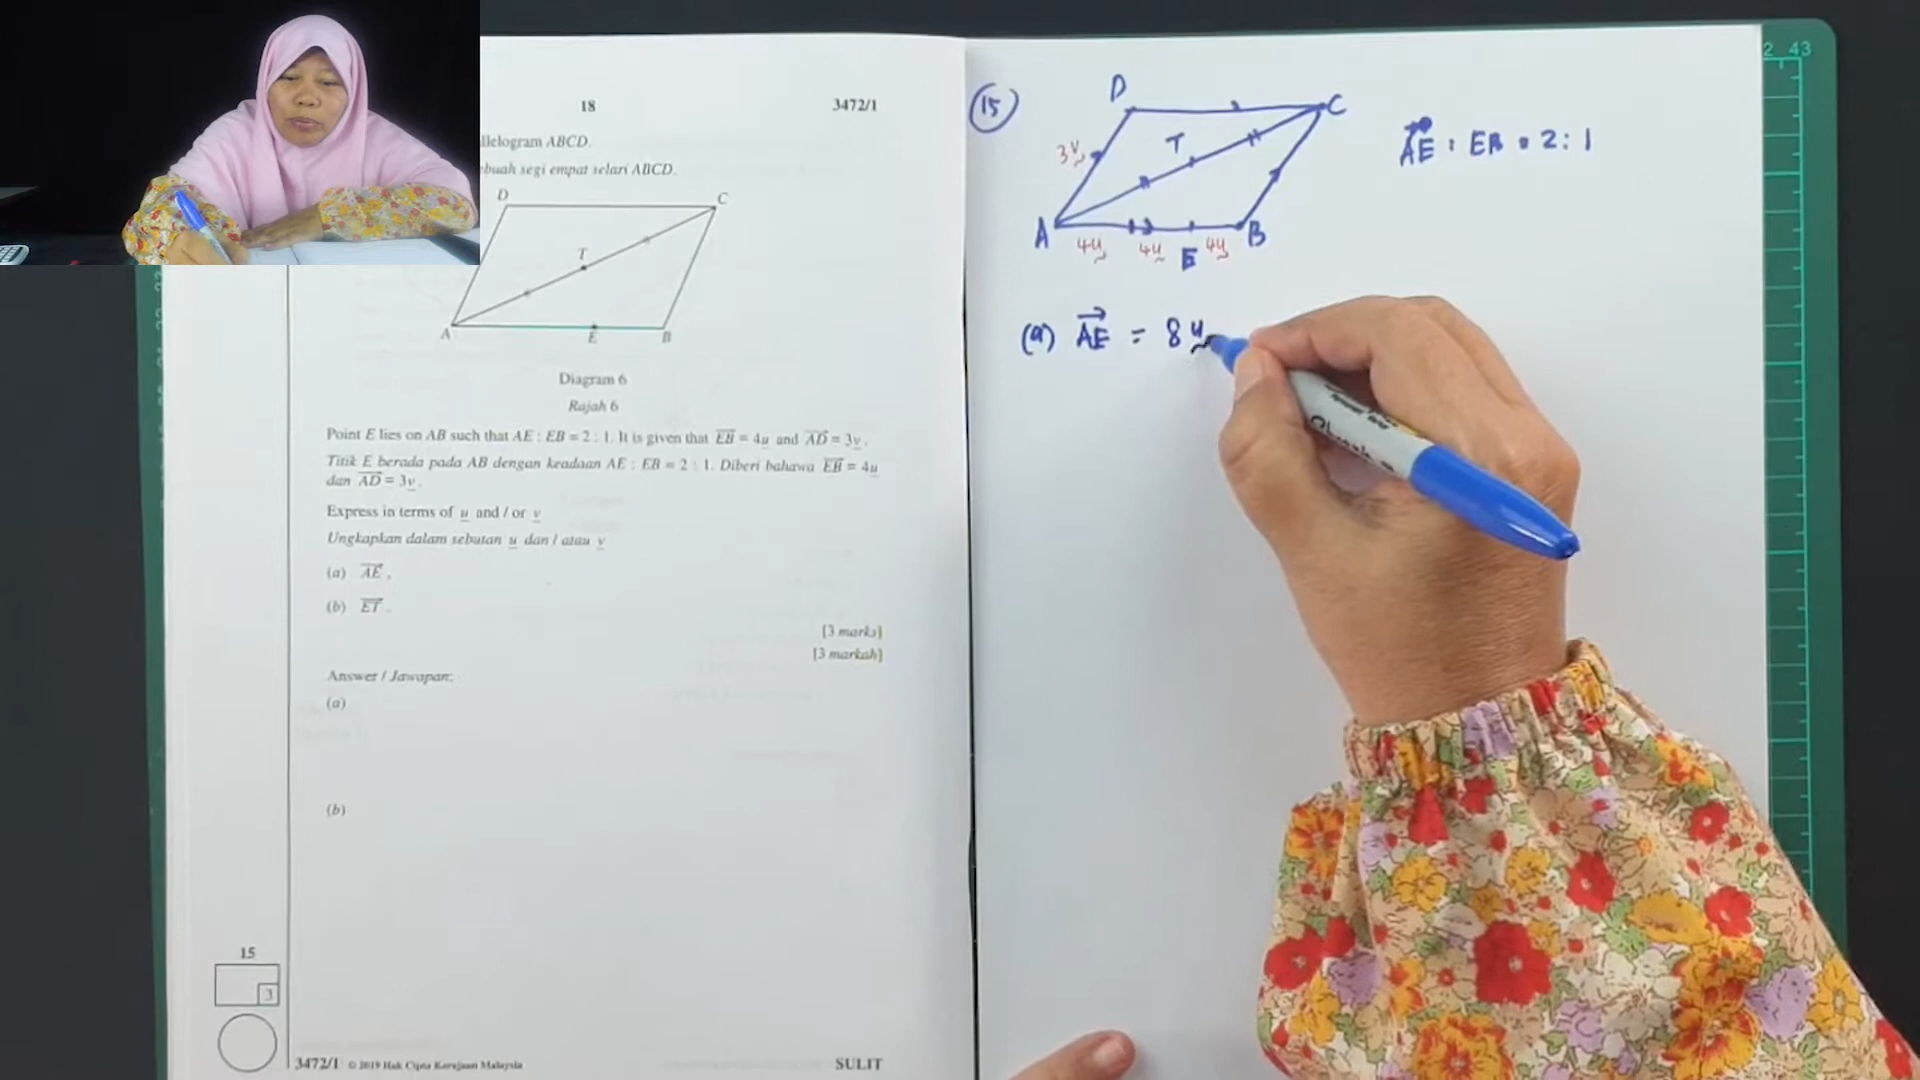 18
3472/1
llelogram ABCD.
buah segi empat selari ABCD.
D
C
T
A
E
B
Diagram 6
Rajah 6
Point E lies on AB such that AE : EB = 2 : 1. It is given that EB = 4u and AD = 3v.
Titik E berada pada AB dengan keadaan AE : EB = 2 : 1. Diberi bahawa EB = 4u
dan AD = 3v.
Express in terms of u and / or v
Ungkapkan dalam sebutan u dan / atau v
(a) AE,
(b) ET.
[3 marks]
[3 markah]
Answer / Jawapan:
(a)
(b)
15
3
3472/1 © 2019 Hak Cipta Kerajaan Malaysia
SULIT
15
D
C
T
3v
A
B
4u 4u E 4u
AE : EB = 2 : 1
(a) AE = 8u
2 43